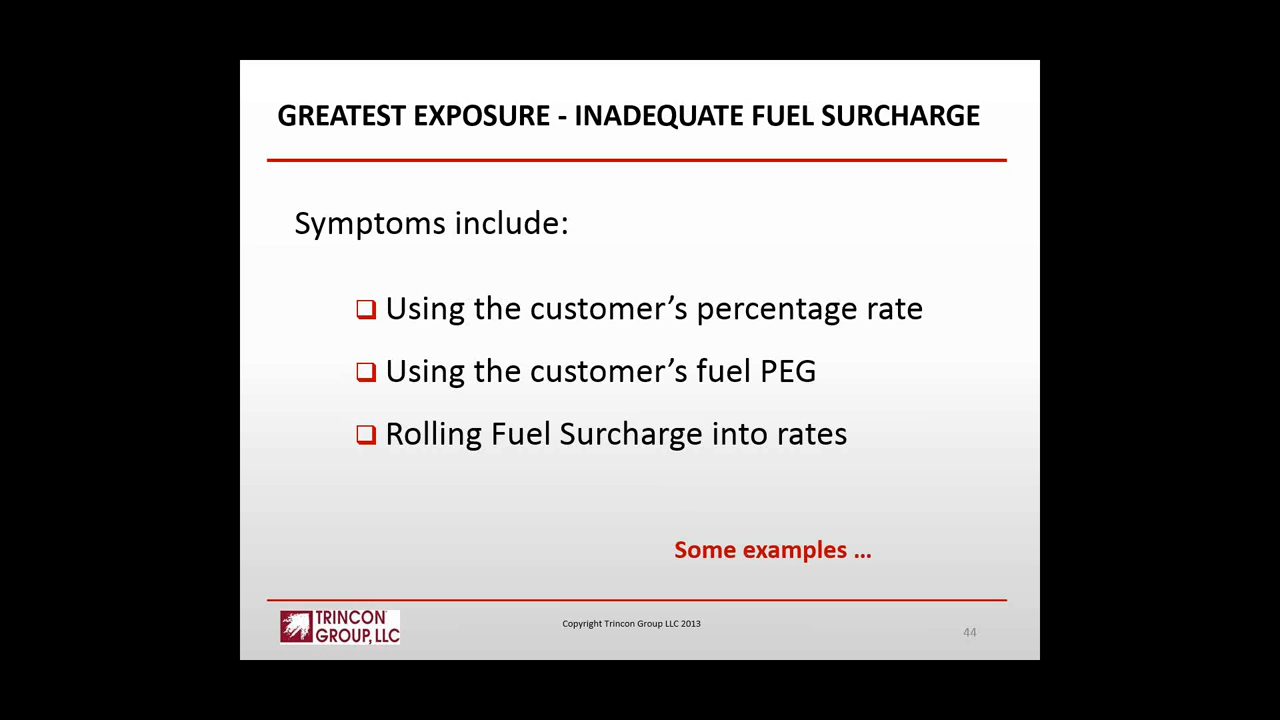 GREATEST EXPOSURE - INADEQUATE FUEL SURCHARGE
Symptoms include:
Using the customer’s percentage rate
Using the customer’s fuel PEG
Rolling Fuel Surcharge into rates
Some examples …
TRINCON
GROUP, LLC
Copyright Trincon Group LLC 2013
44